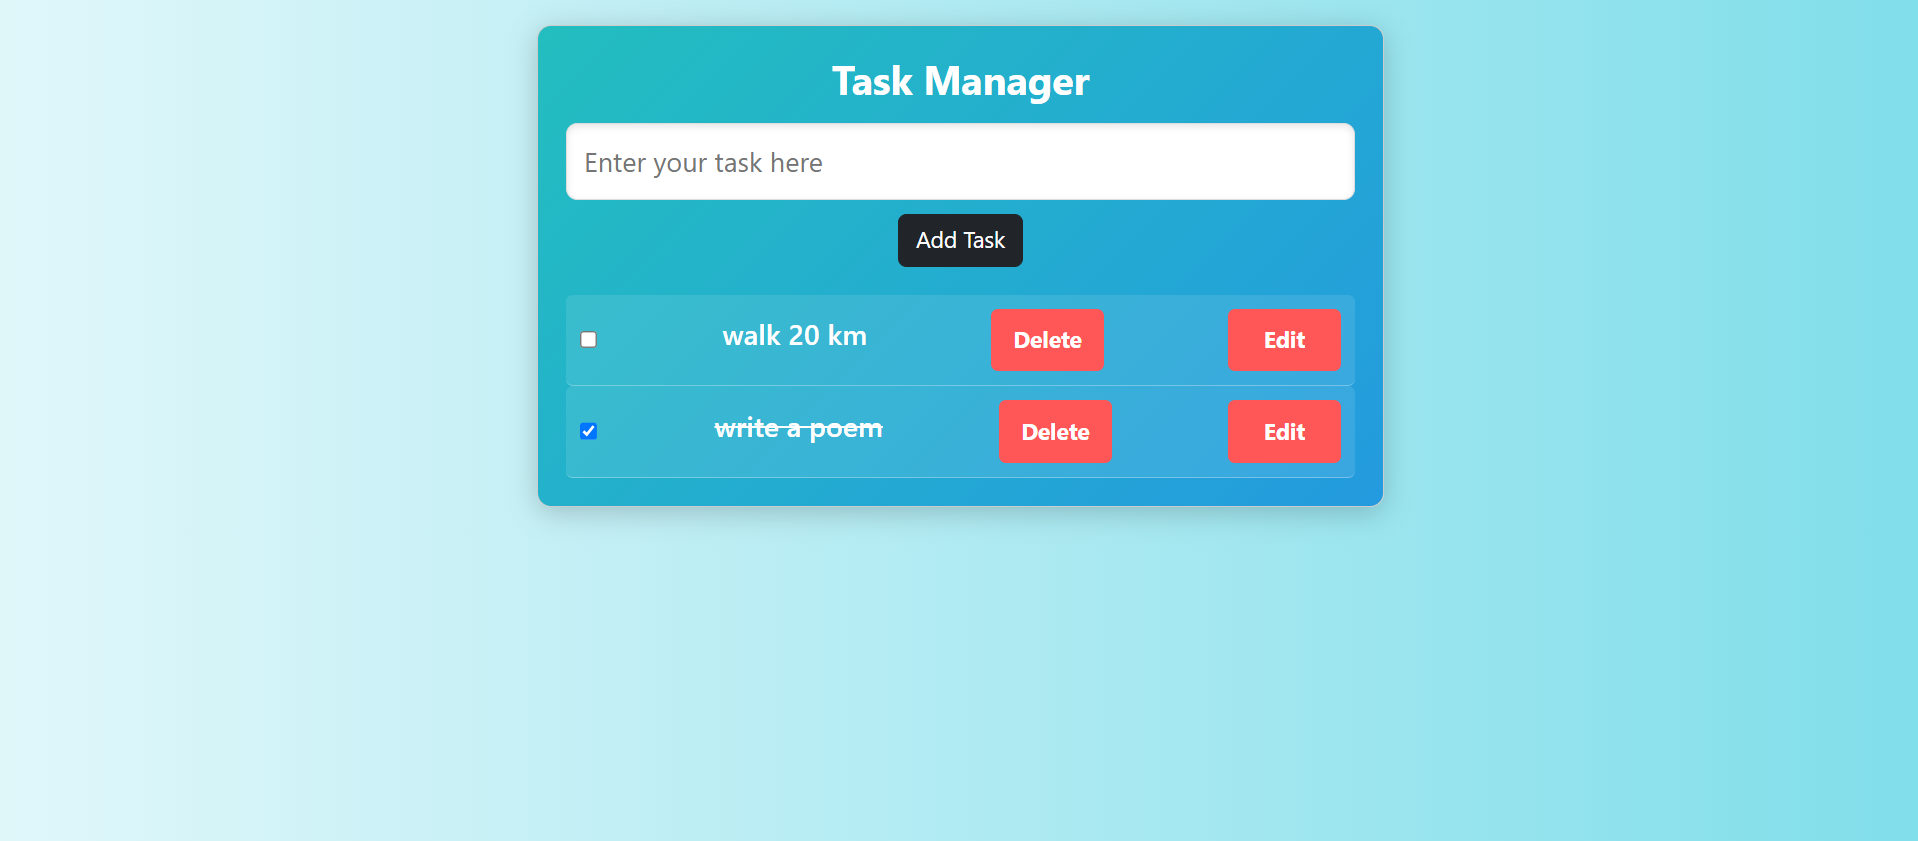 Task Manager
Enter your task here
Add Task
walk 20 km Delete Edit
write a poem Delete Edit